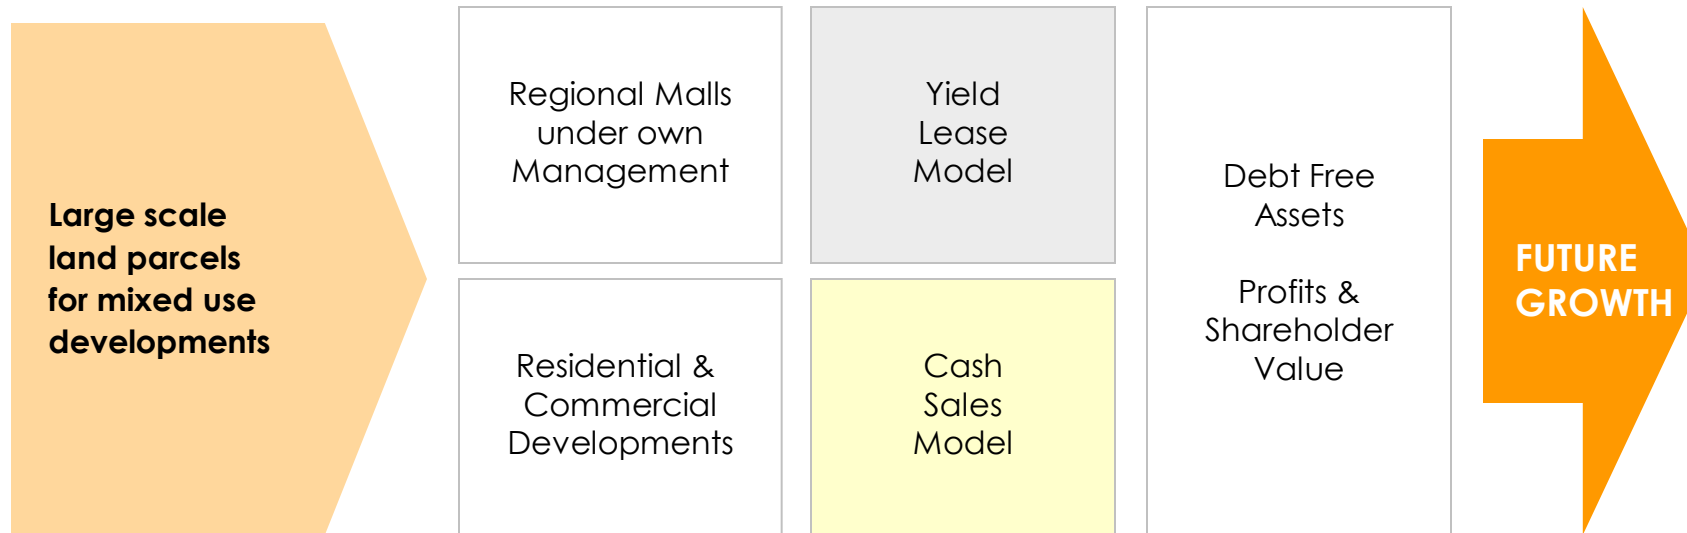 Large scale
land parcels
for mixed use
developments
Regional Malls
under own
Management
Residential &
Commercial
Developments
Yield
Lease
Model
Cash
Sales
Model
Debt Free
Assets
Profits &
Shareholder
Value
FUTURE
GROWTH